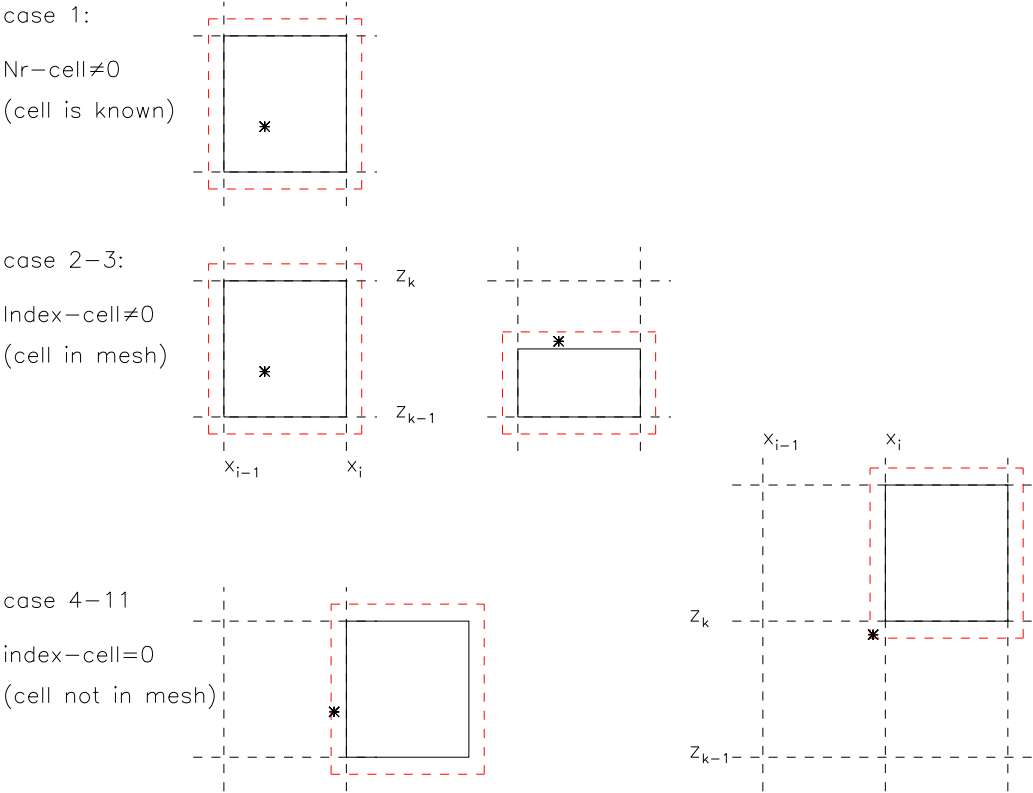 case 1:
Nr-cell≠0
(cell is known)
case 2-3:
Index-cell≠0
(cell in mesh)
z_k
z_{k-1}
x_{i-1}
x_i
x_{i-1}
x_i
z_k
z_{k-1}
case 4-11
index-cell=0
(cell not in mesh)